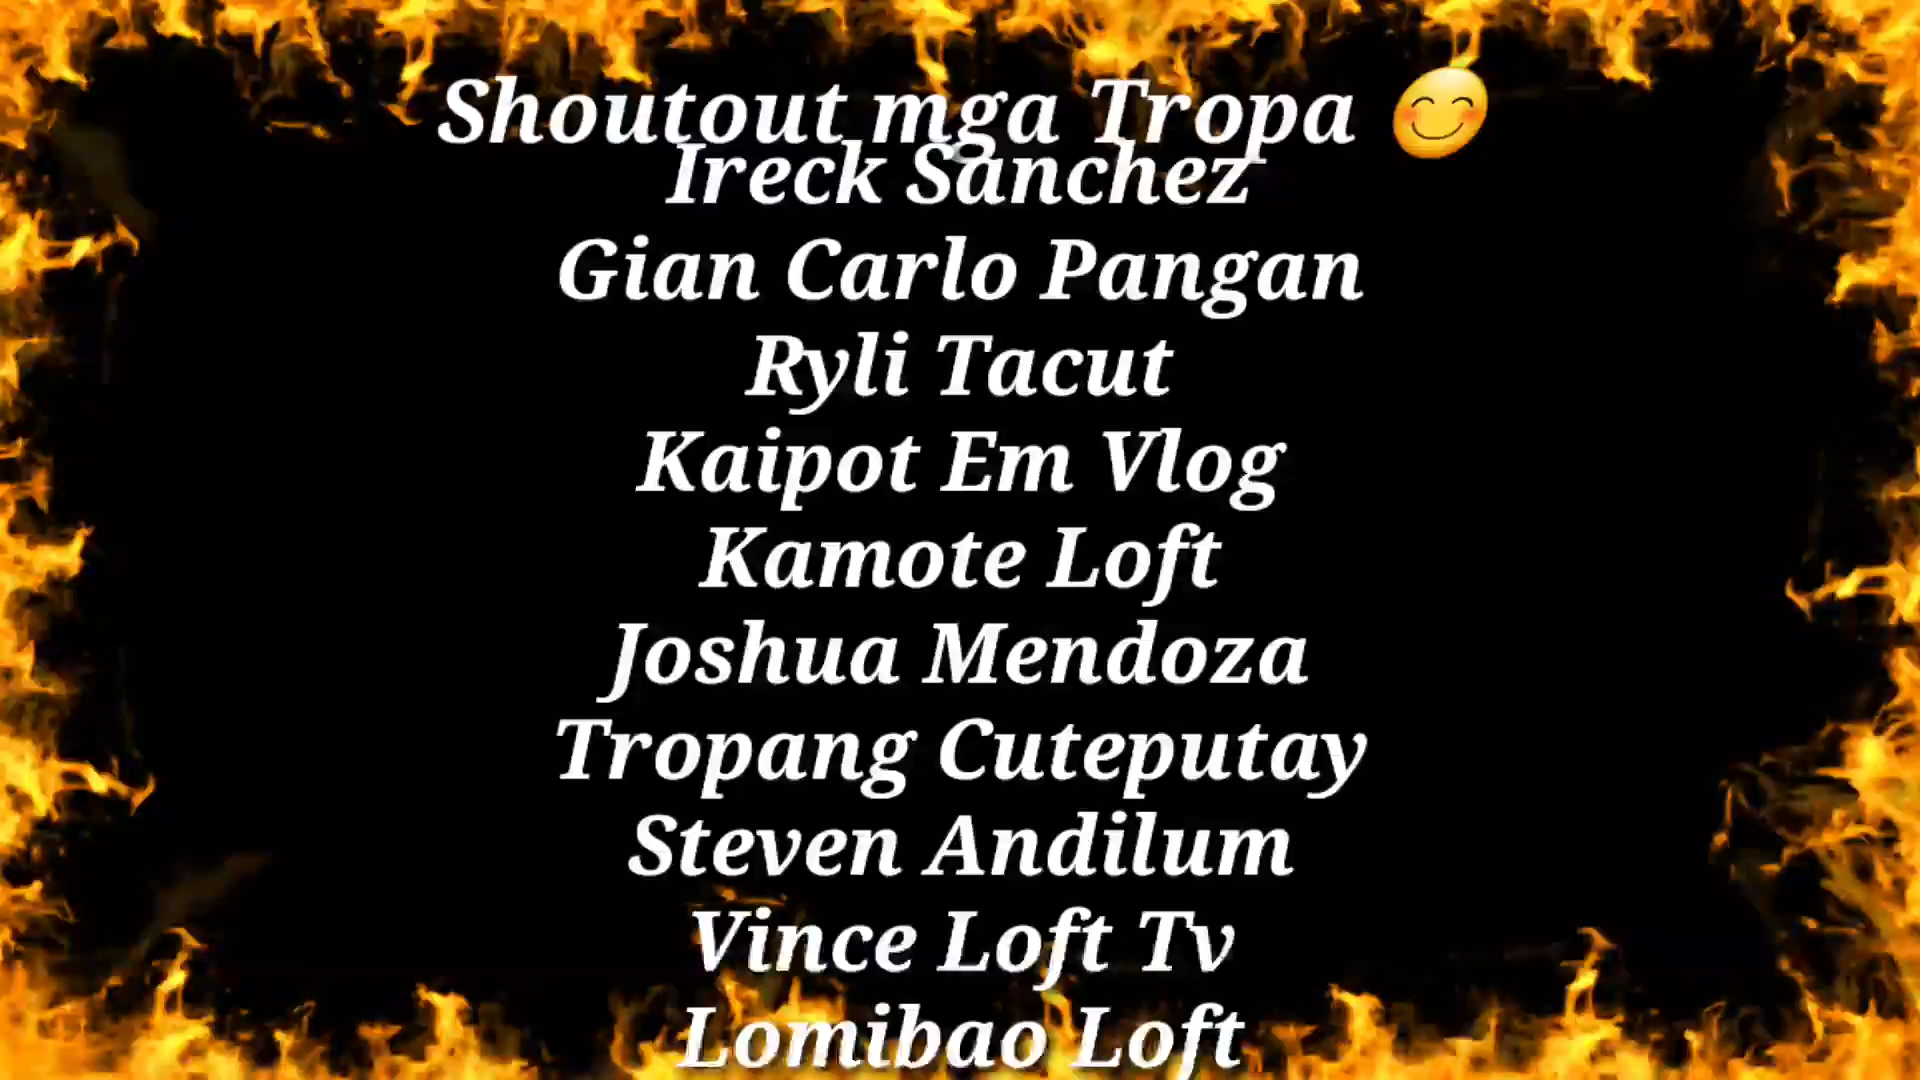 Shoutout mga Tropa 😊
Ireck Sanchez
Gian Carlo Pangan
Ryli Tacut
Kaipot Em Vlog
Kamote Loft
Joshua Mendoza
Tropang Cuteputay
Steven Andilum
Vince Loft Tv
Lomibao Loft